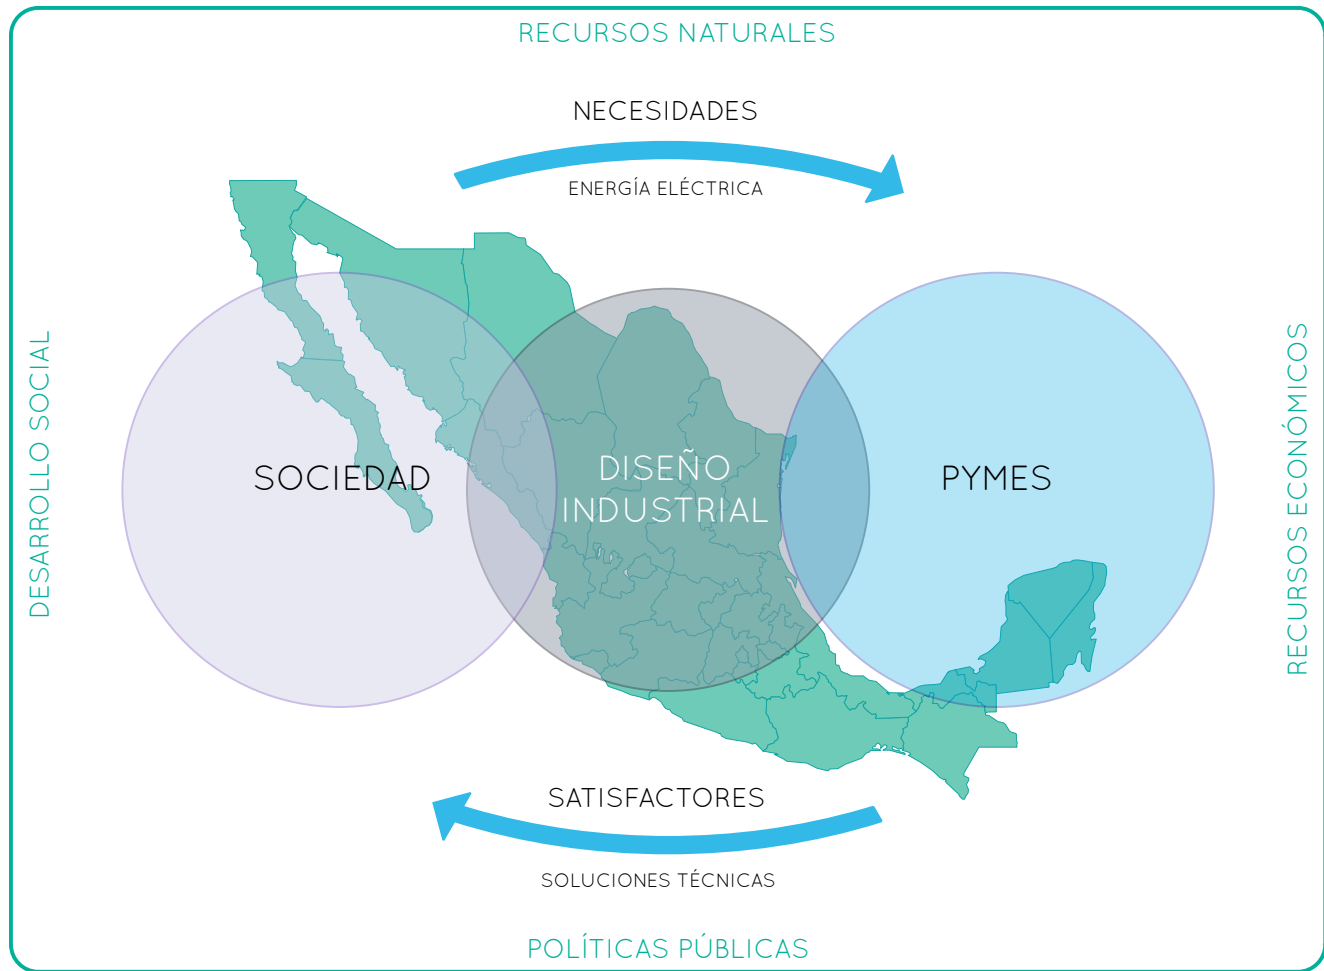 RECURSOS NATURALES
NECESIDADES
ENERGÍA ELÉCTRICA
DESARROLLO SOCIAL
SOCIEDAD
DISEÑO
INDUSTRIAL
PYMES
RECURSOS ECONÓMICOS
SATISFACTORES
SOLUCIONES TÉCNICAS
POLÍTICAS PÚBLICAS